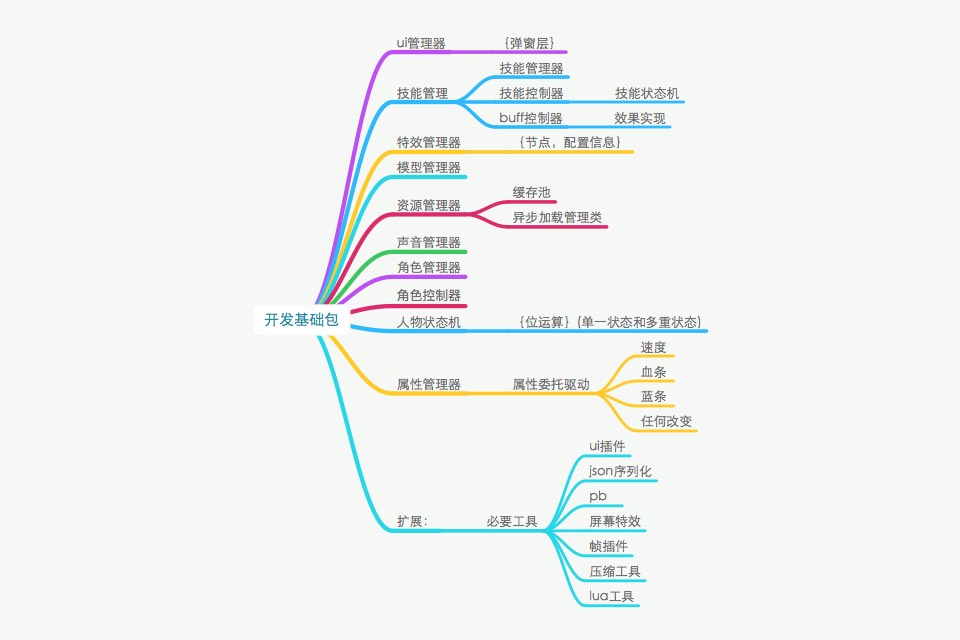 ui管理器
{弹窗层}
技能管理
技能管理器
技能控制器
技能状态机
buff控制器
效果实现
特效管理器
{节点，配置信息}
模型管理器
资源管理器
缓存池
异步加载管理类
声音管理器
角色管理器
角色控制器
开发基础包
人物状态机
{位运算}(单一状态和多重状态)
属性管理器
属性委托驱动
速度
血条
蓝条
任何改变
扩展：
必要工具
ui插件
json序列化
pb
屏幕特效
帧插件
压缩工具
lua工具